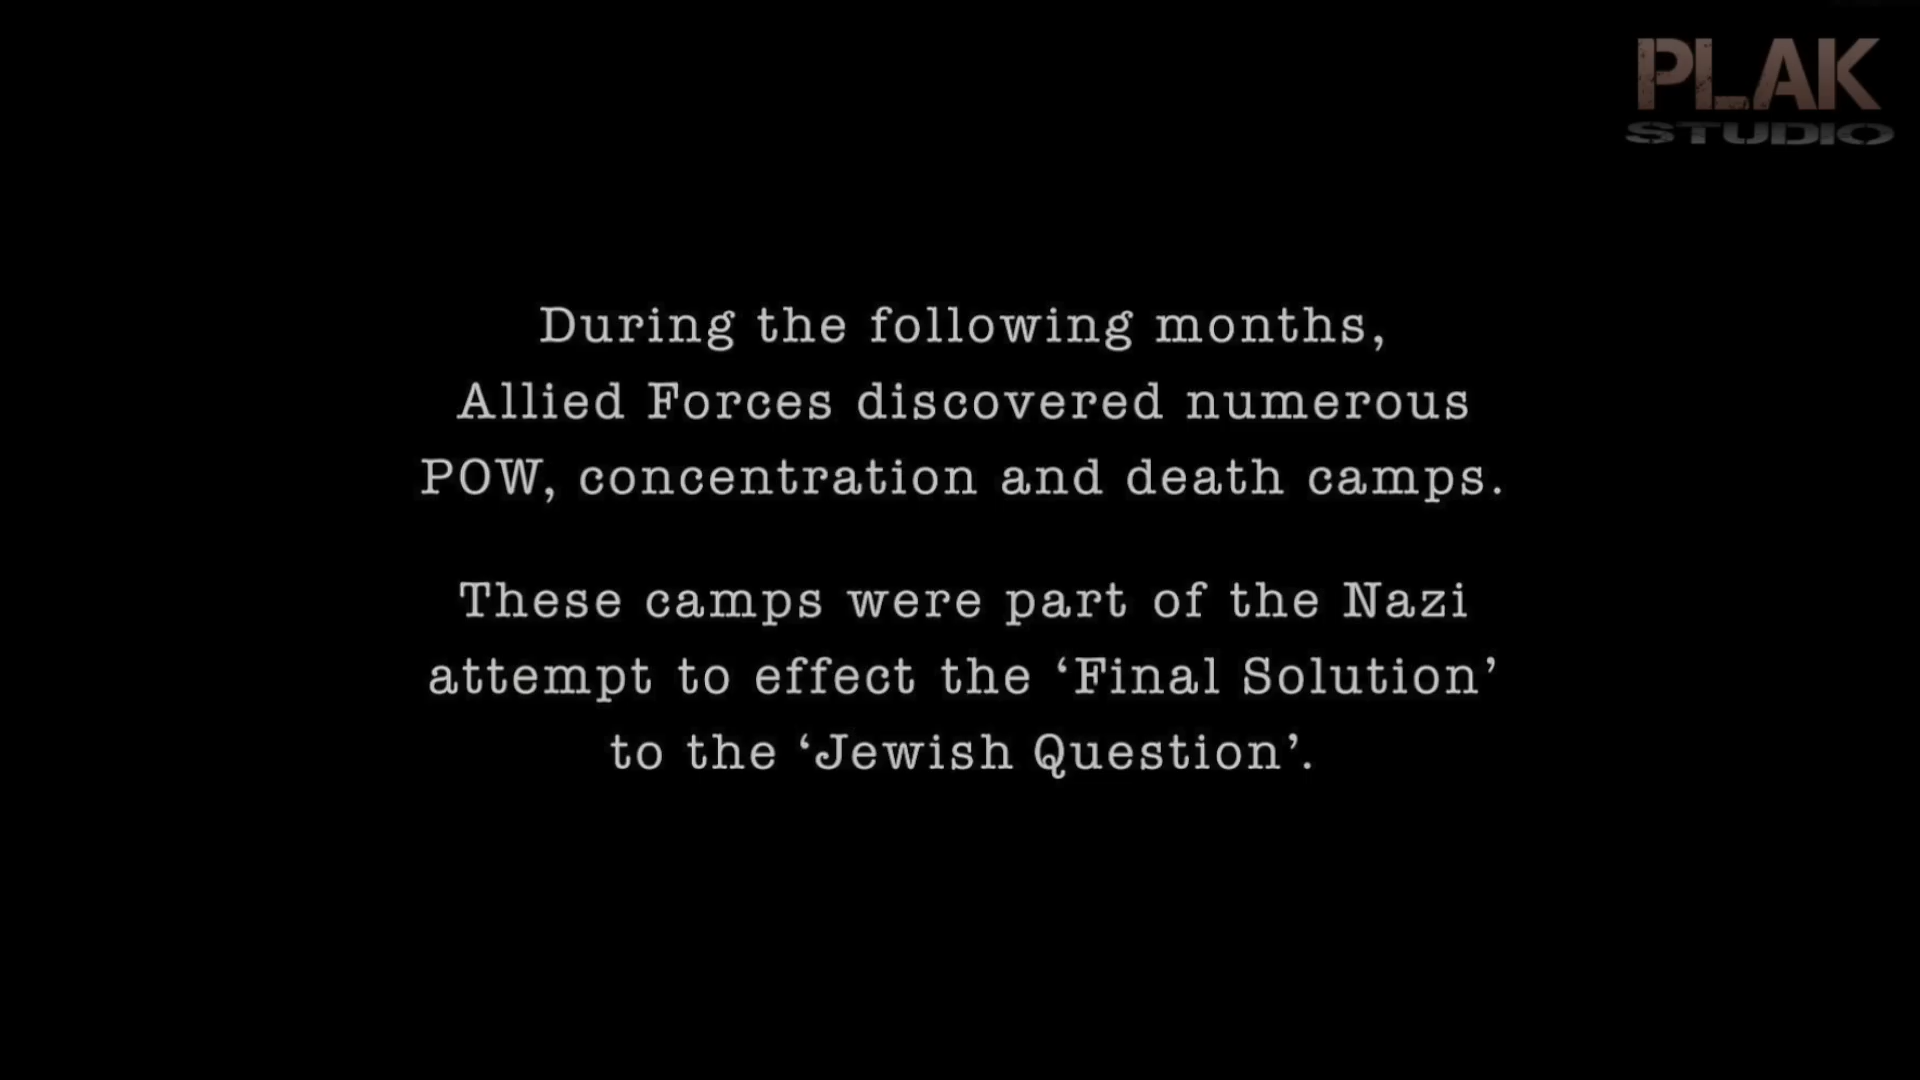 PLAK
STUDIO
During the following months,
Allied Forces discovered numerous
POW, concentration and death camps.
These camps were part of the Nazi
attempt to effect the ‘Final Solution’
to the ‘Jewish Question’.